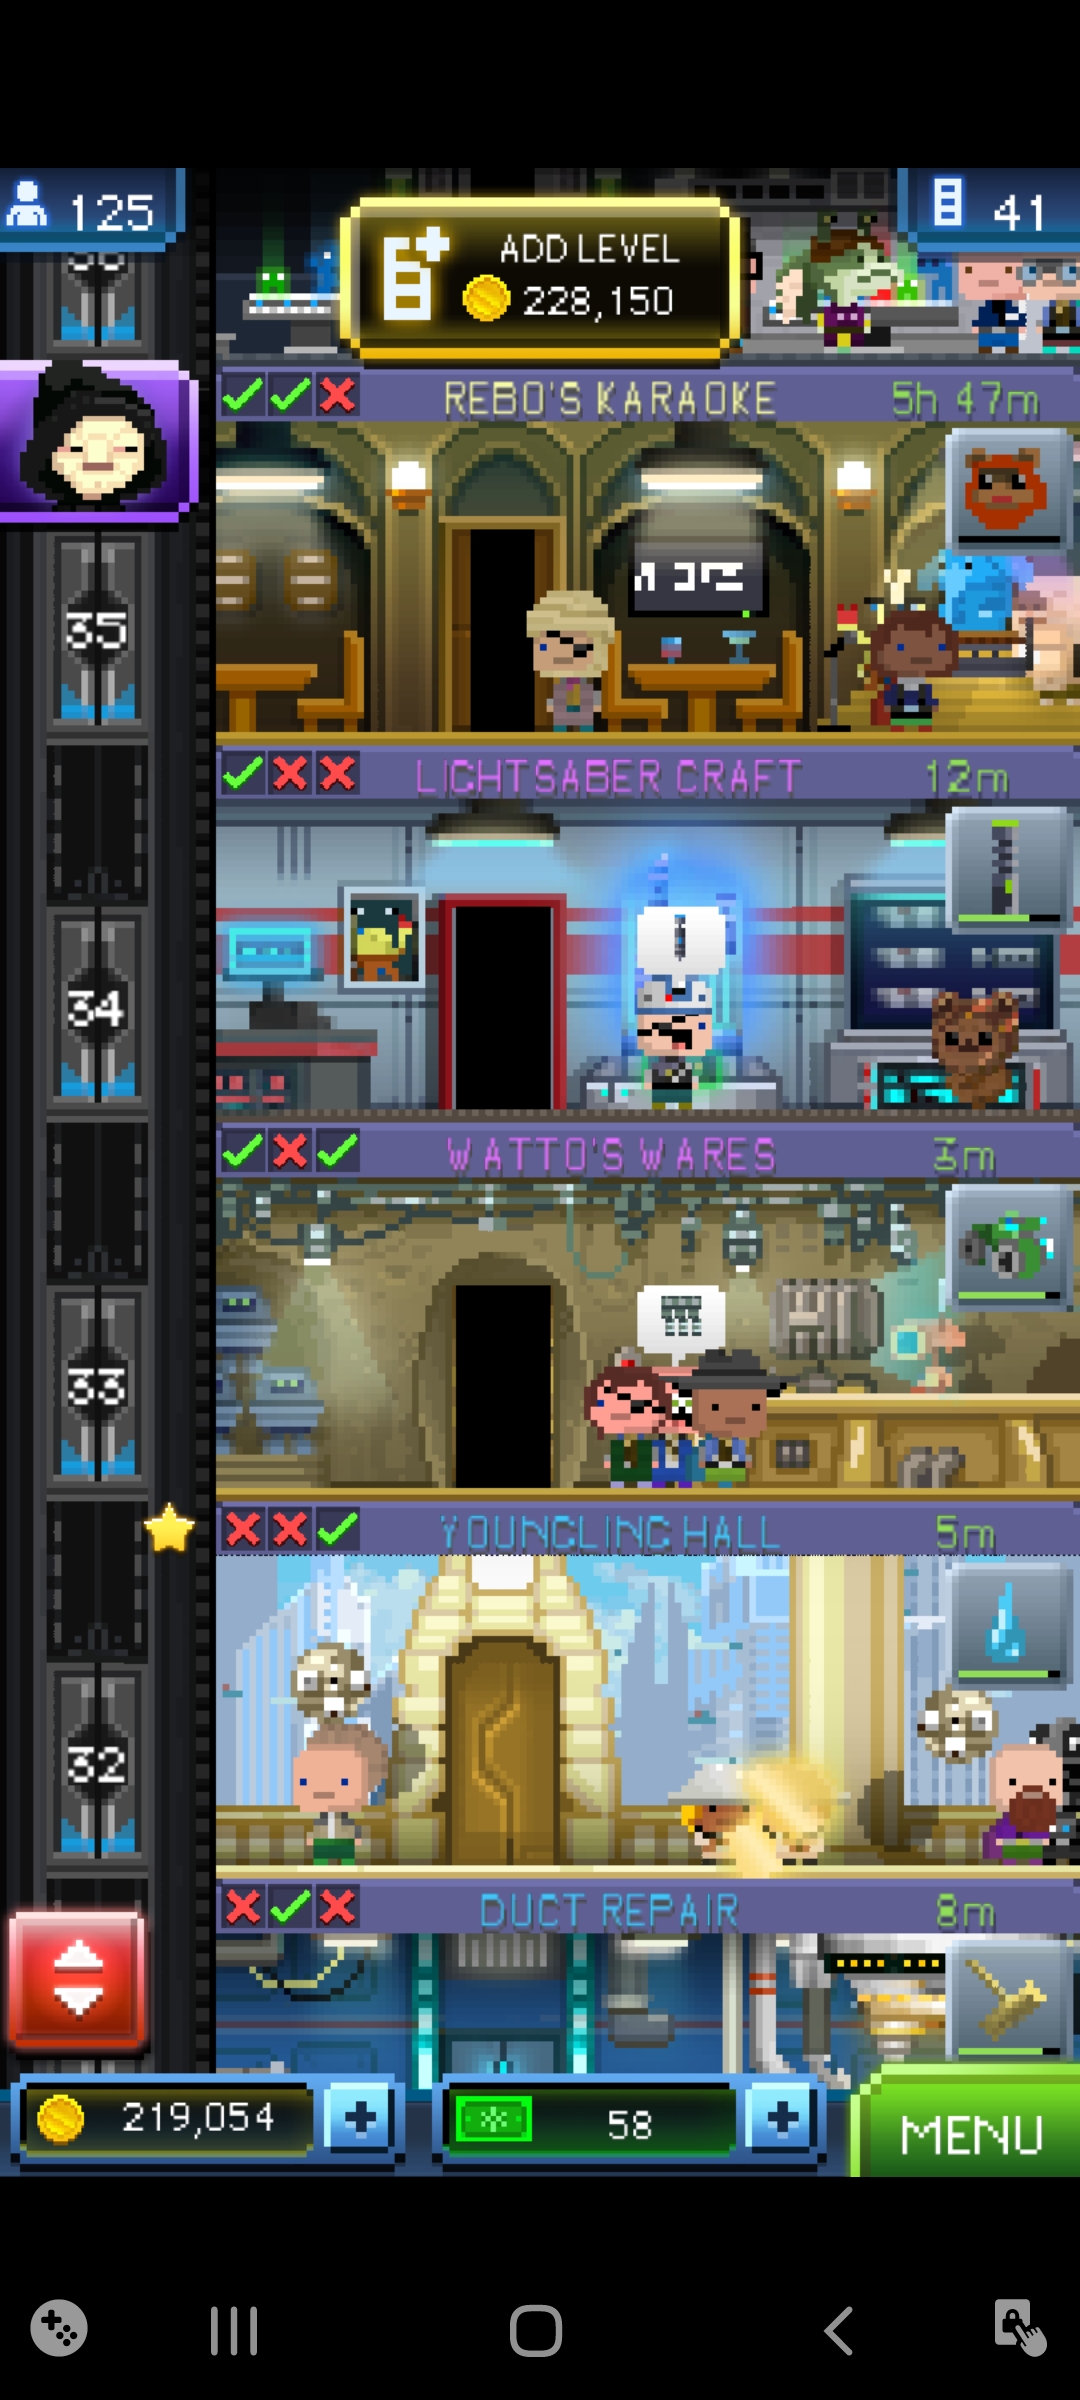 125
ADD LEVEL
228,150
41
REBO'S KARAOKE
5h 47m
35
LIGHTSABER CRAFT
12m
34
WATTO'S WARES
3m
33
YOUNGLING HALL
5m
32
DUCT REPAIR
8m
219,054
58
MENU